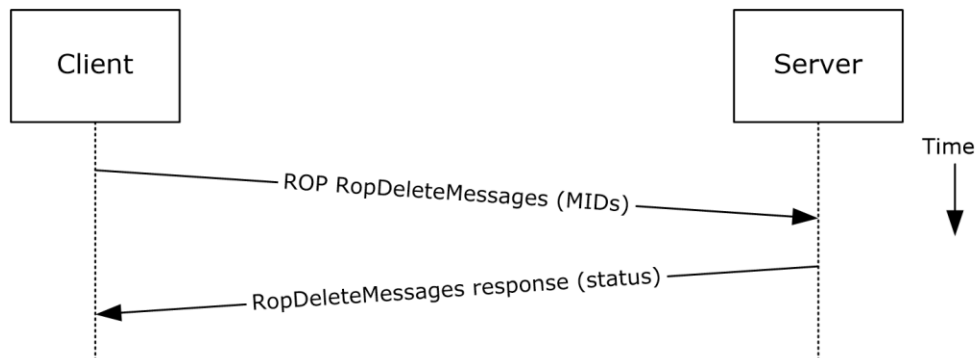 Client
Server
Time
ROP RopDeleteMessages (MIDs)
RopDeleteMessages response (status)